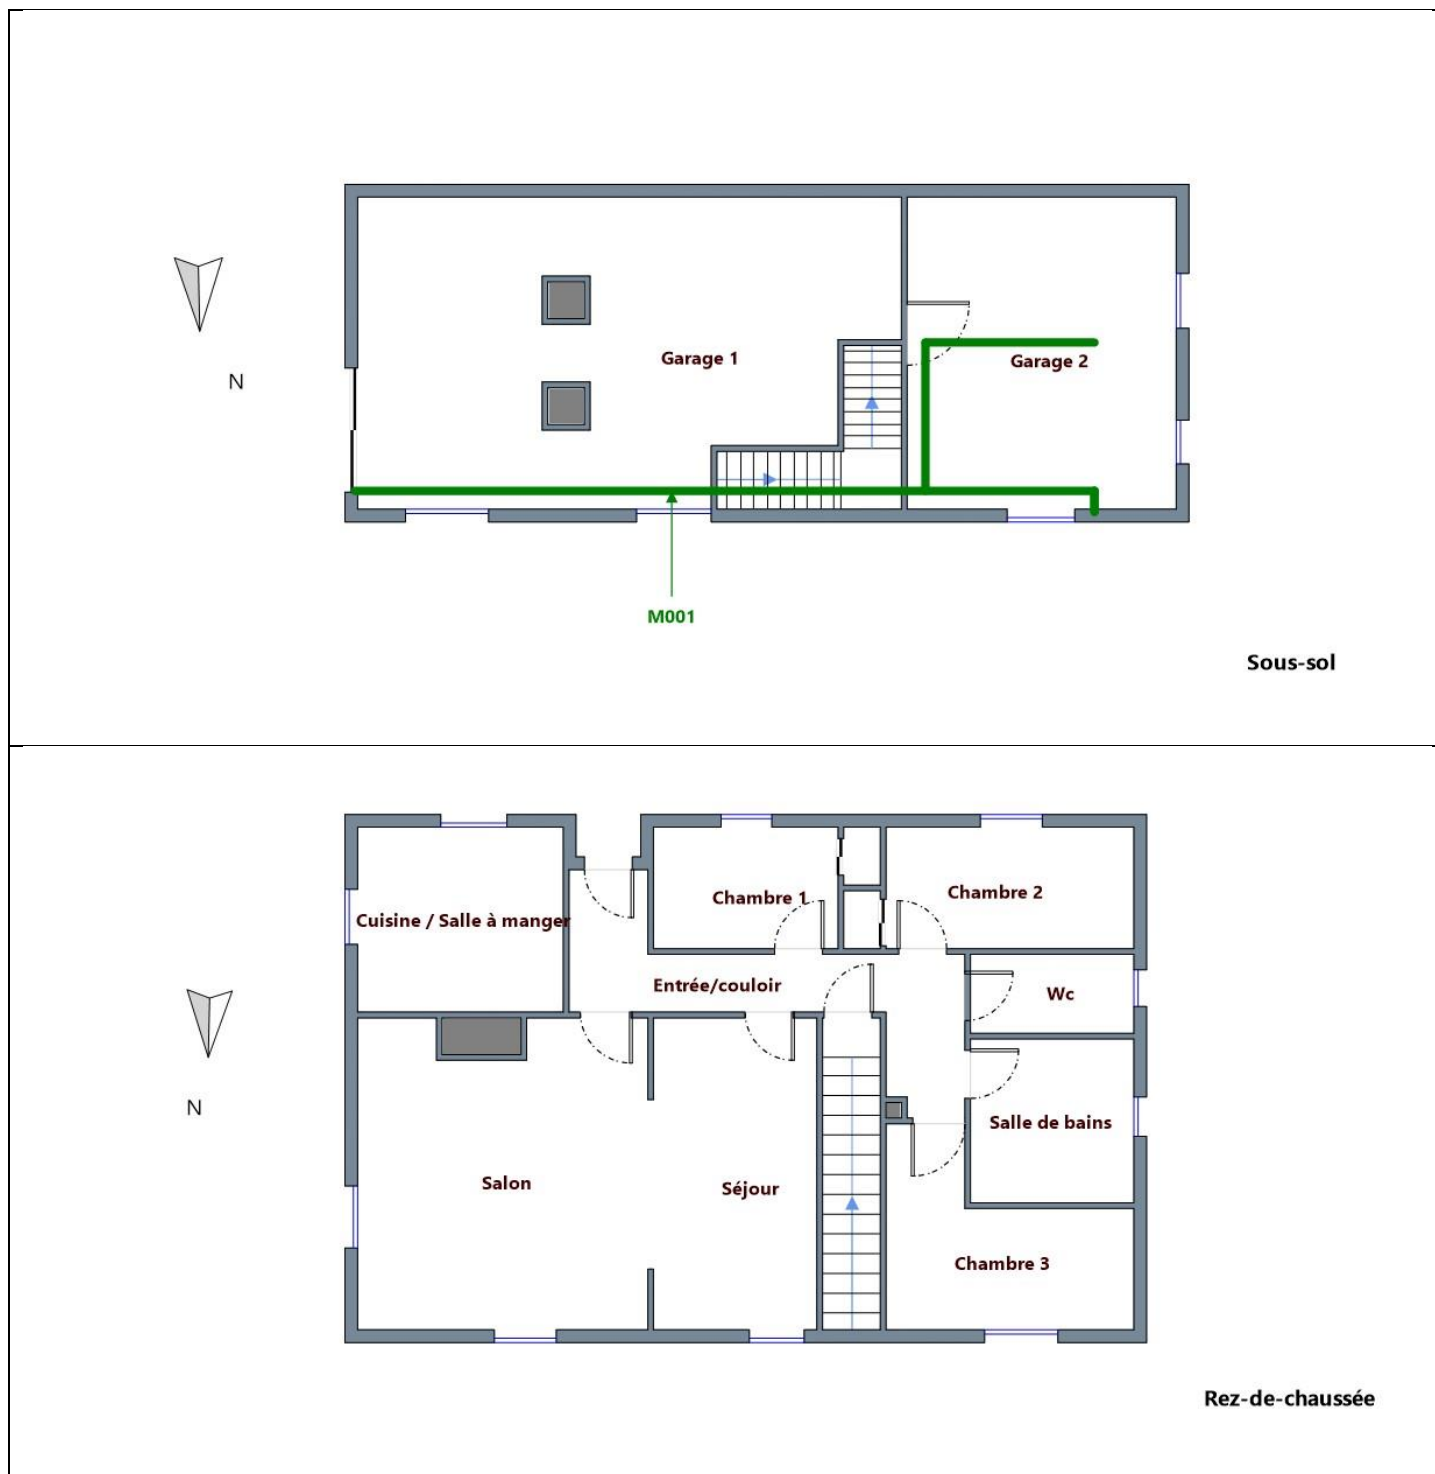 Garage 1
Garage 2
N
M001
Sous-sol
Chambre 1
Chambre 2
Cuisine / Salle à manger
Entrée/couloir
Wc
N
Salle de bains
Salon
Séjour
Chambre 3
Rez-de-chaussée